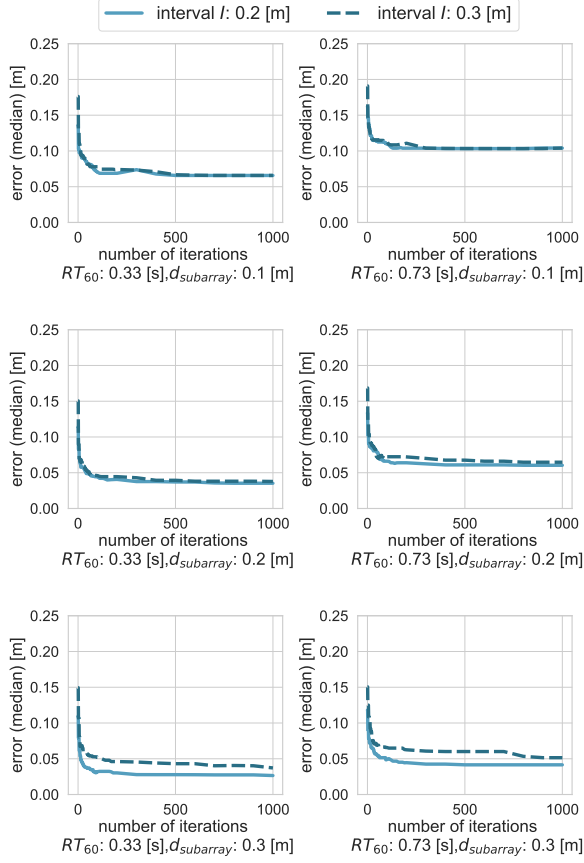 interval I: 0.2 [m] interval I: 0.3 [m]
0.25 0.25
0.20 0.20
0.15 0.15
0.10 0.10
0.05 0.05
0.00 0.00
error (median) [m] error (median) [m]
0 500 1000 0 500 1000
number of iterations number of iterations
RT60: 0.33 [s],dsubarray: 0.1 [m] RT60: 0.73 [s],dsubarray: 0.1 [m]
0.25 0.25
0.20 0.20
0.15 0.15
0.10 0.10
0.05 0.05
0.00 0.00
error (median) [m] error (median) [m]
0 500 1000 0 500 1000
number of iterations number of iterations
RT60: 0.33 [s],dsubarray: 0.2 [m] RT60: 0.73 [s],dsubarray: 0.2 [m]
0.25 0.25
0.20 0.20
0.15 0.15
0.10 0.10
0.05 0.05
0.00 0.00
error (median) [m] error (median) [m]
0 500 1000 0 500 1000
number of iterations number of iterations
RT60: 0.33 [s],dsubarray: 0.3 [m] RT60: 0.73 [s],dsubarray: 0.3 [m]